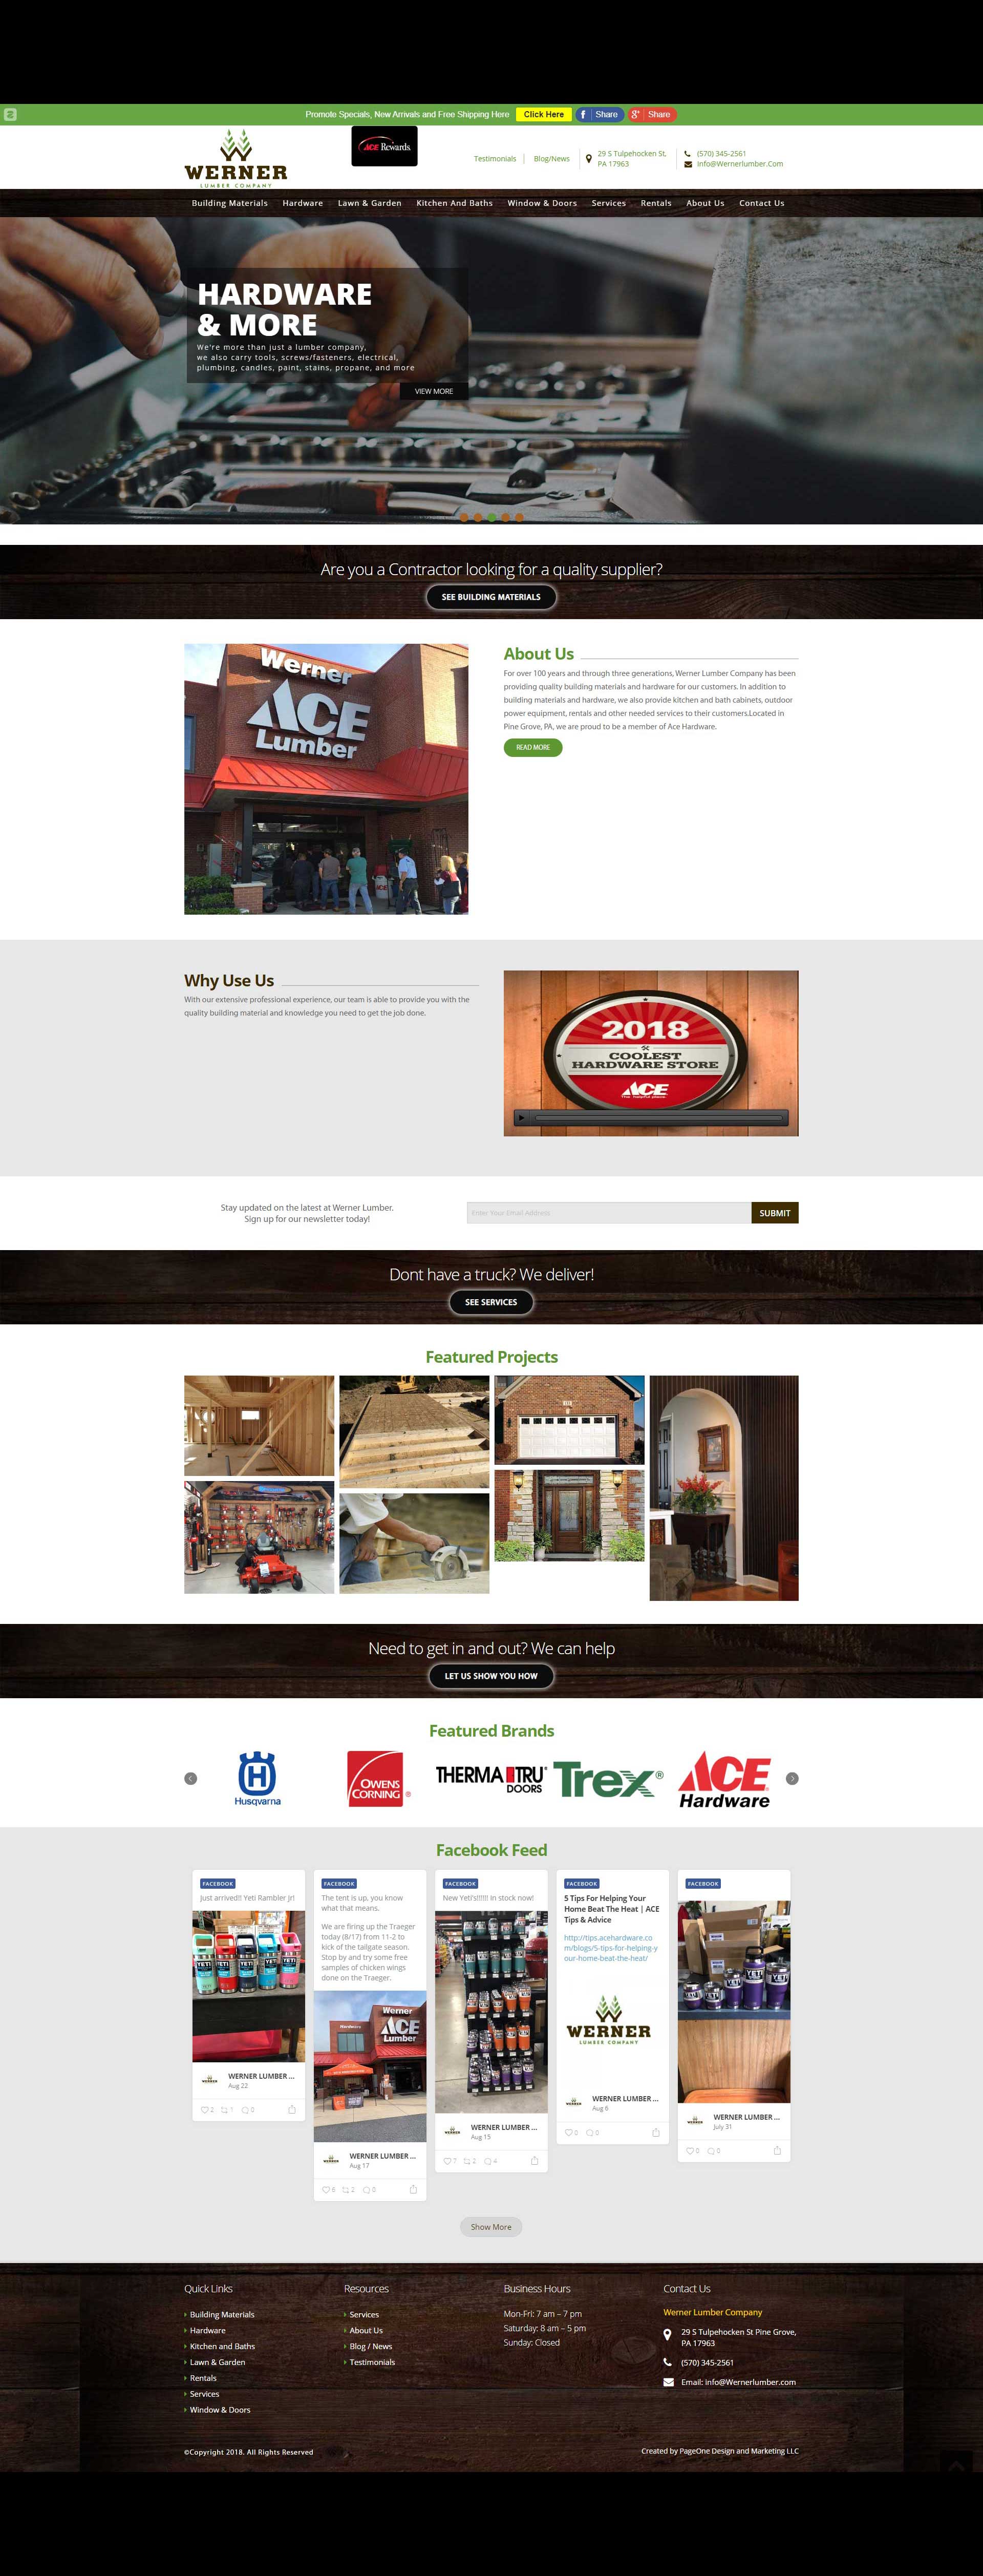 Promote Specials, New Arrivals and Free Shipping Here
Click Here
Share
Share
WERNER
LUMBER COMPANY
ACE Rewards
Testimonials
Blog/News
29 S Tulpehocken St,
PA 17963
(570) 345-2561
Info@Wernerlumber.Com
Building Materials Hardware Lawn & Garden Kitchen And Baths Window & Doors Services Rentals About Us Contact Us
HARDWARE
& MORE
We're more than just a lumber company,
we also carry tools, screws/fasteners, electrical,
plumbing, candles, paint, stains, propane, and more
VIEW MORE
Are you a Contractor looking for a quality supplier?
SEE BUILDING MATERIALS
Werner
ACE
Lumber
About Us
For over 100 years and through three generations, Werner Lumber Company has been
providing quality building materials and hardware for our customers. In addition to
building materials and hardware, we also provide kitchen and bath cabinets, outdoor
power equipment, rentals and other needed services to their customers.Located in
Pine Grove, PA, we are proud to be a member of Ace Hardware.
READ MORE
Why Use Us
With our extensive professional experience, our team is able to provide you with the
quality building material and knowledge you need to get the job done.
2018
COOLEST
HARDWARE STORE
ACE
The helpful place.
Stay updated on the latest at Werner Lumber.
Sign up for our newsletter today!
Enter Your Email Address
SUBMIT
Dont have a truck? We deliver!
SEE SERVICES
Featured Projects
Need to get in and out? We can help
LET US SHOW YOU HOW
Featured Brands
Husqvarna
OWENS
CORNING
THERMA TRU
DOORS
Trex®
ACE
Hardware
Facebook Feed
FACEBOOK
Just arrived!! Yeti Rambler jr!
YETI YETI YETI YETI
WERNER LUMBER ...
Aug 22
2 1 0
FACEBOOK
The tent is up, you know
what that means.
We are firing up the Traeger
today (8/17) from 11-2 to
kick of the tailgate season.
Stop by and try some free
samples of chicken wings
done on the Traeger.
Werner
Hardware
ACE
Lumber
WERNER LUMBER ...
Aug 17
6 2 0
FACEBOOK
New Yeti's!!!!!! In stock now!
WERNER LUMBER ...
Aug 15
7 2 4
FACEBOOK
5 Tips For Helping Your
Home Beat The Heat | ACE
Tips & Advice
http://tips.acehardware.co
m/blogs/5-tips-for-helping-y
our-home-beat-the-heat/
WERNER
LUMBER COMPANY
WERNER LUMBER ...
Aug 6
0 0
FACEBOOK
YETI
WERNER LUMBER ...
July 31
0 0
Show More
Quick Links
Building Materials
Hardware
Kitchen and Baths
Lawn & Garden
Rentals
Services
Window & Doors
Resources
Services
About Us
Blog / News
Testimonials
Business Hours
Mon-Fri: 7 am – 7 pm
Saturday: 8 am – 5 pm
Sunday: Closed
Contact Us
Werner Lumber Company
29 S Tulpehocken St Pine Grove,
PA 17963
(570) 345-2561
Email: info@Wernerlumber.com
©Copyright 2018. All Rights Reserved
Created by PageOne Design and Marketing LLC